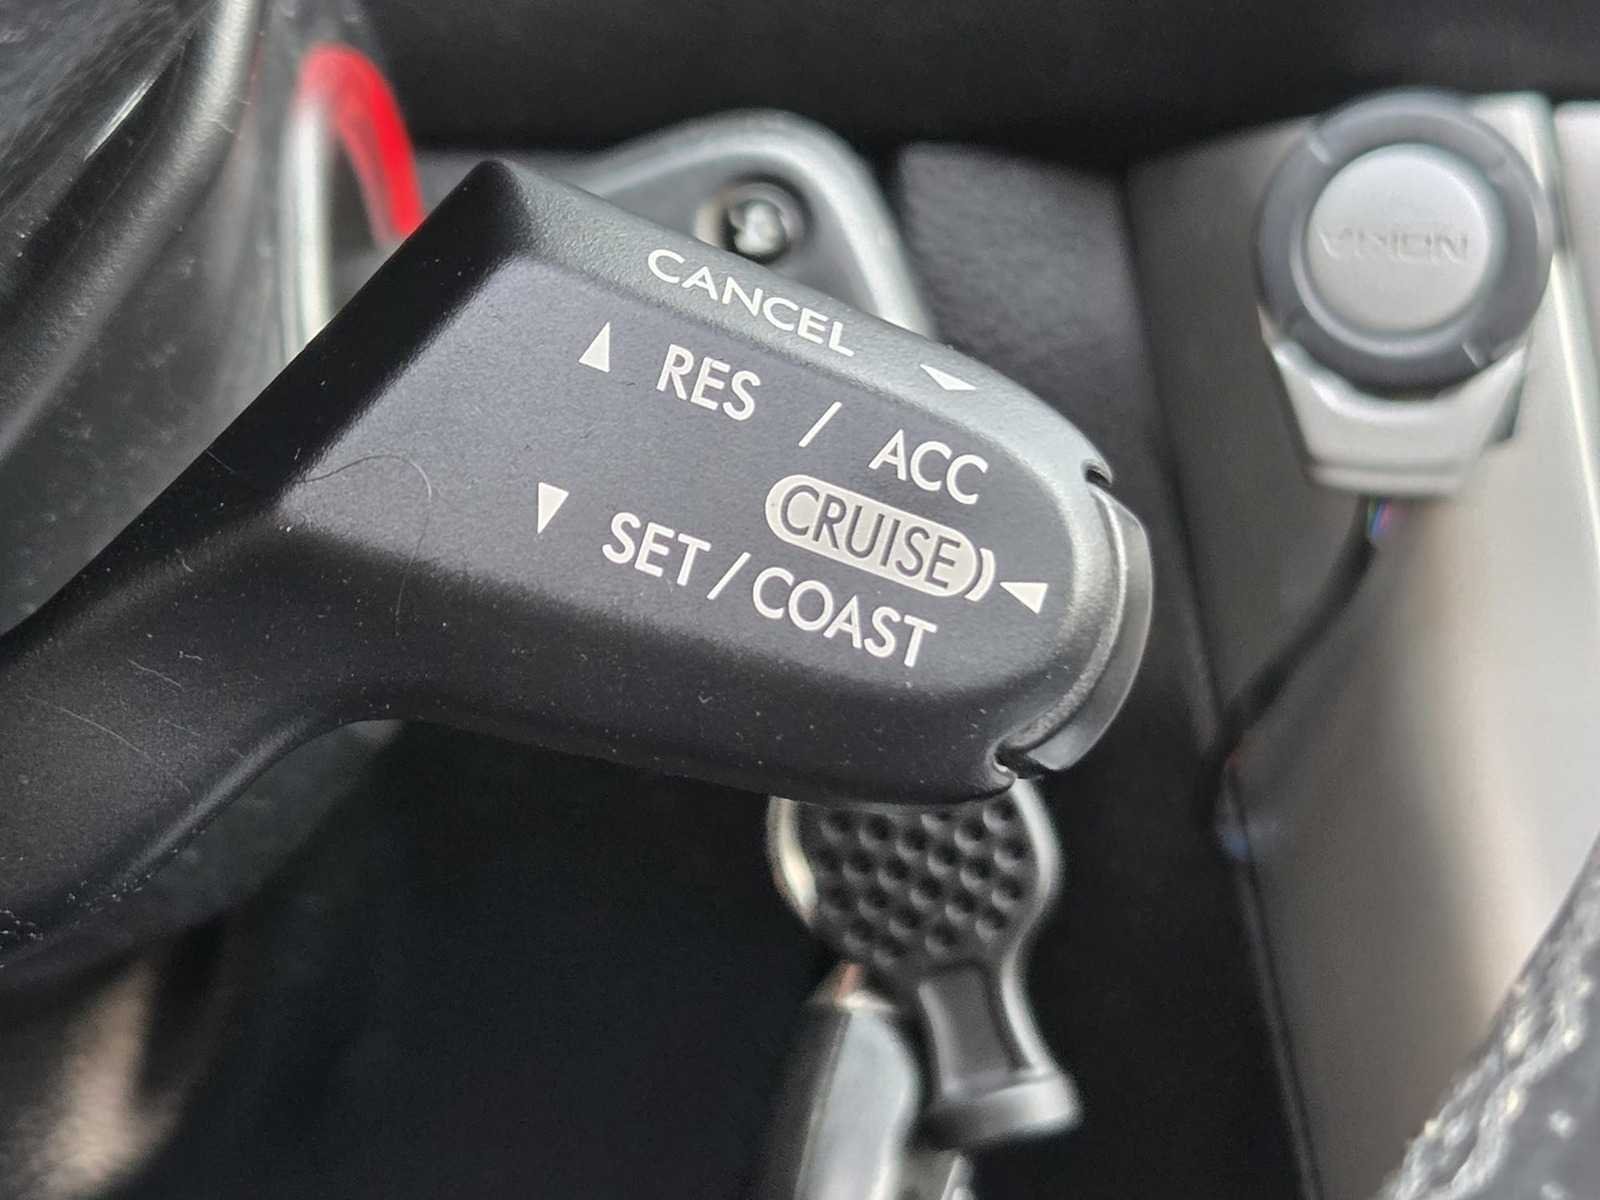 CANCEL
▲ RES / ACC
CRUISE
▼ SET / COAST